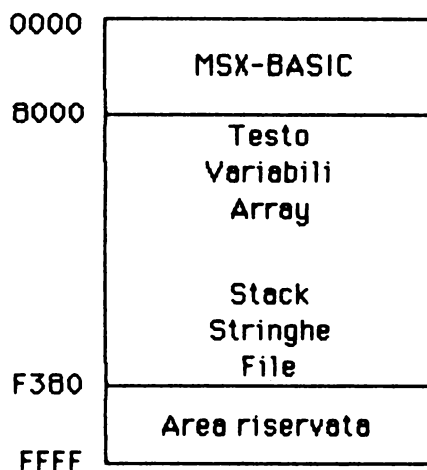 0000
MSX-BASIC
8000
Testo
Variabili
Array
Stack
Stringhe
File
F380
Area riservata
FFFF